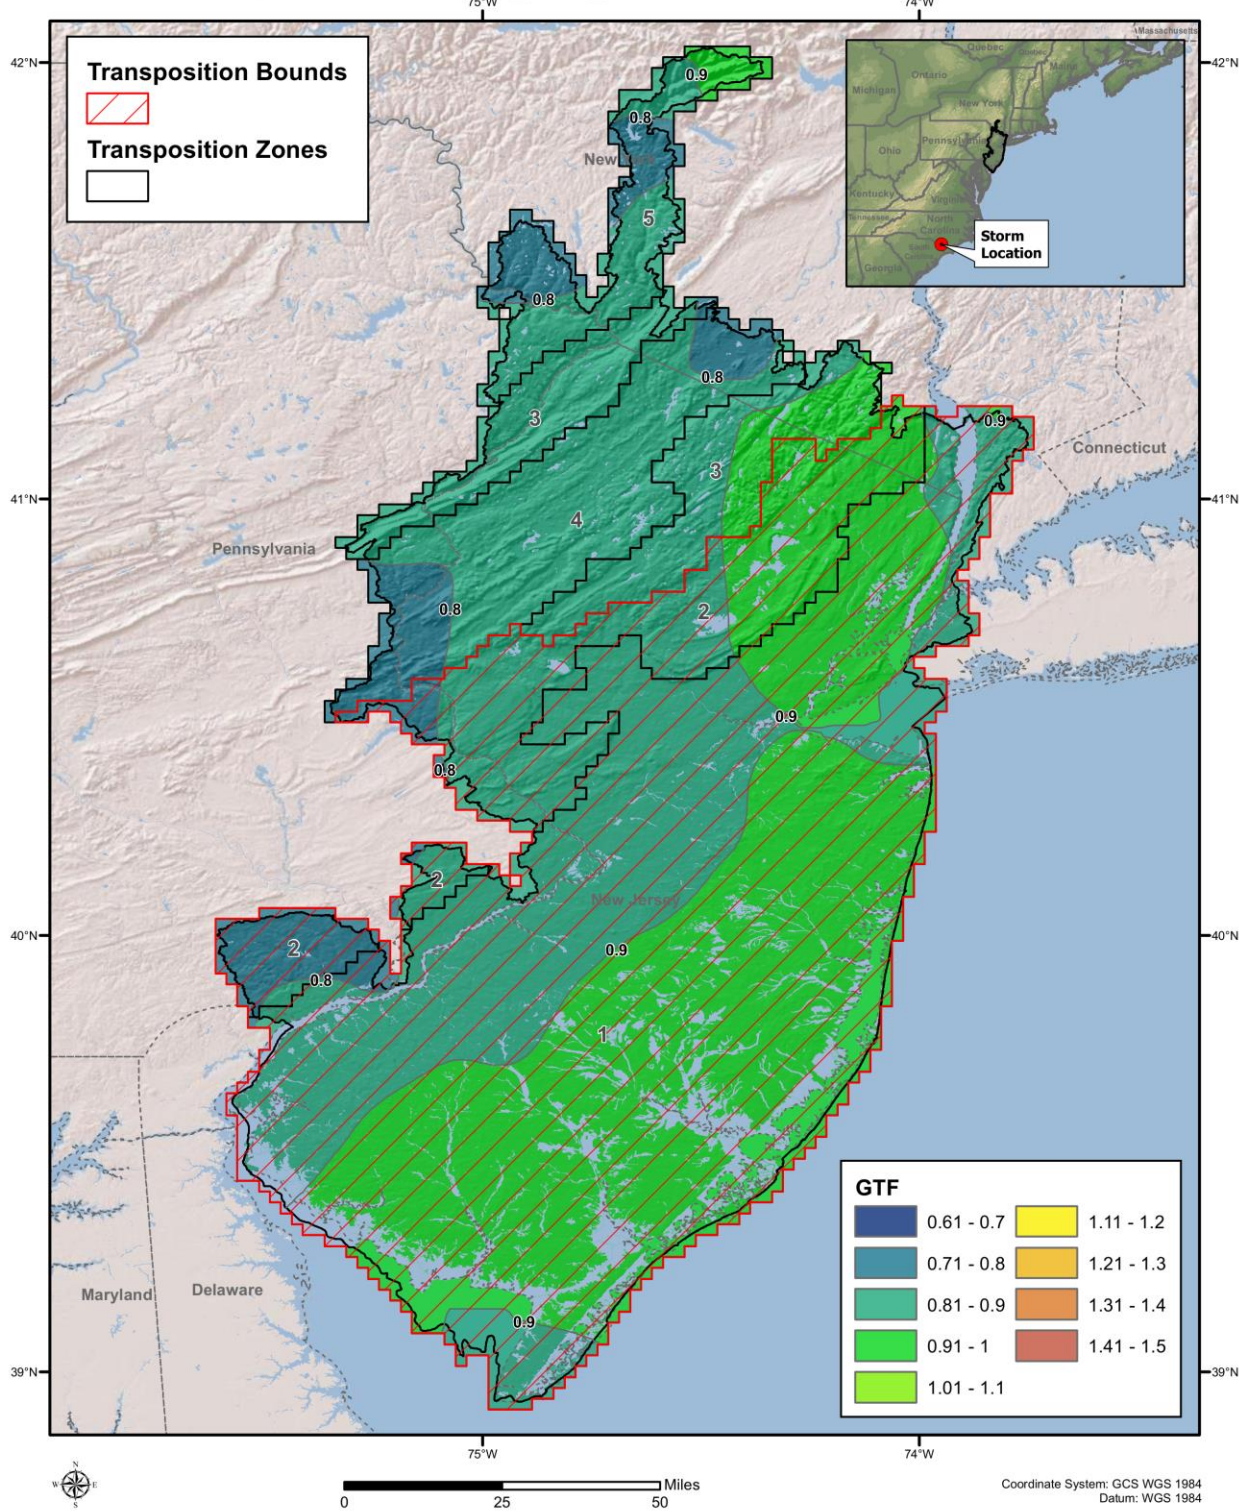 75°W
74°W
42°N
42°N
Transposition Bounds
Transposition Zones
Massachusetts
Quebec
Maine
Ontario
Michigan
New York
Pennsylvania
Ohio
Kentucky
Virginia
Tennessee
North
Carolina
South
Carolina
Georgia
Storm
Location
0.9
0.8
New York
5
0.8
0.8
3
0.9
Connecticut
3
41°N
41°N
4
Pennsylvania
0.8
2
0.9
0.8
2
New Jersey
40°N
40°N
2
0.9
0.8
1
Maryland
Delaware
0.9
39°N
39°N
GTF
0.61 - 0.7
1.11 - 1.2
0.71 - 0.8
1.21 - 1.3
0.81 - 0.9
1.31 - 1.4
0.91 - 1
1.41 - 1.5
1.01 - 1.1
75°W
74°W
N
W
E
S
Miles
0
25
50
Coordinate System: GCS WGS 1984
Datum: WGS 1984